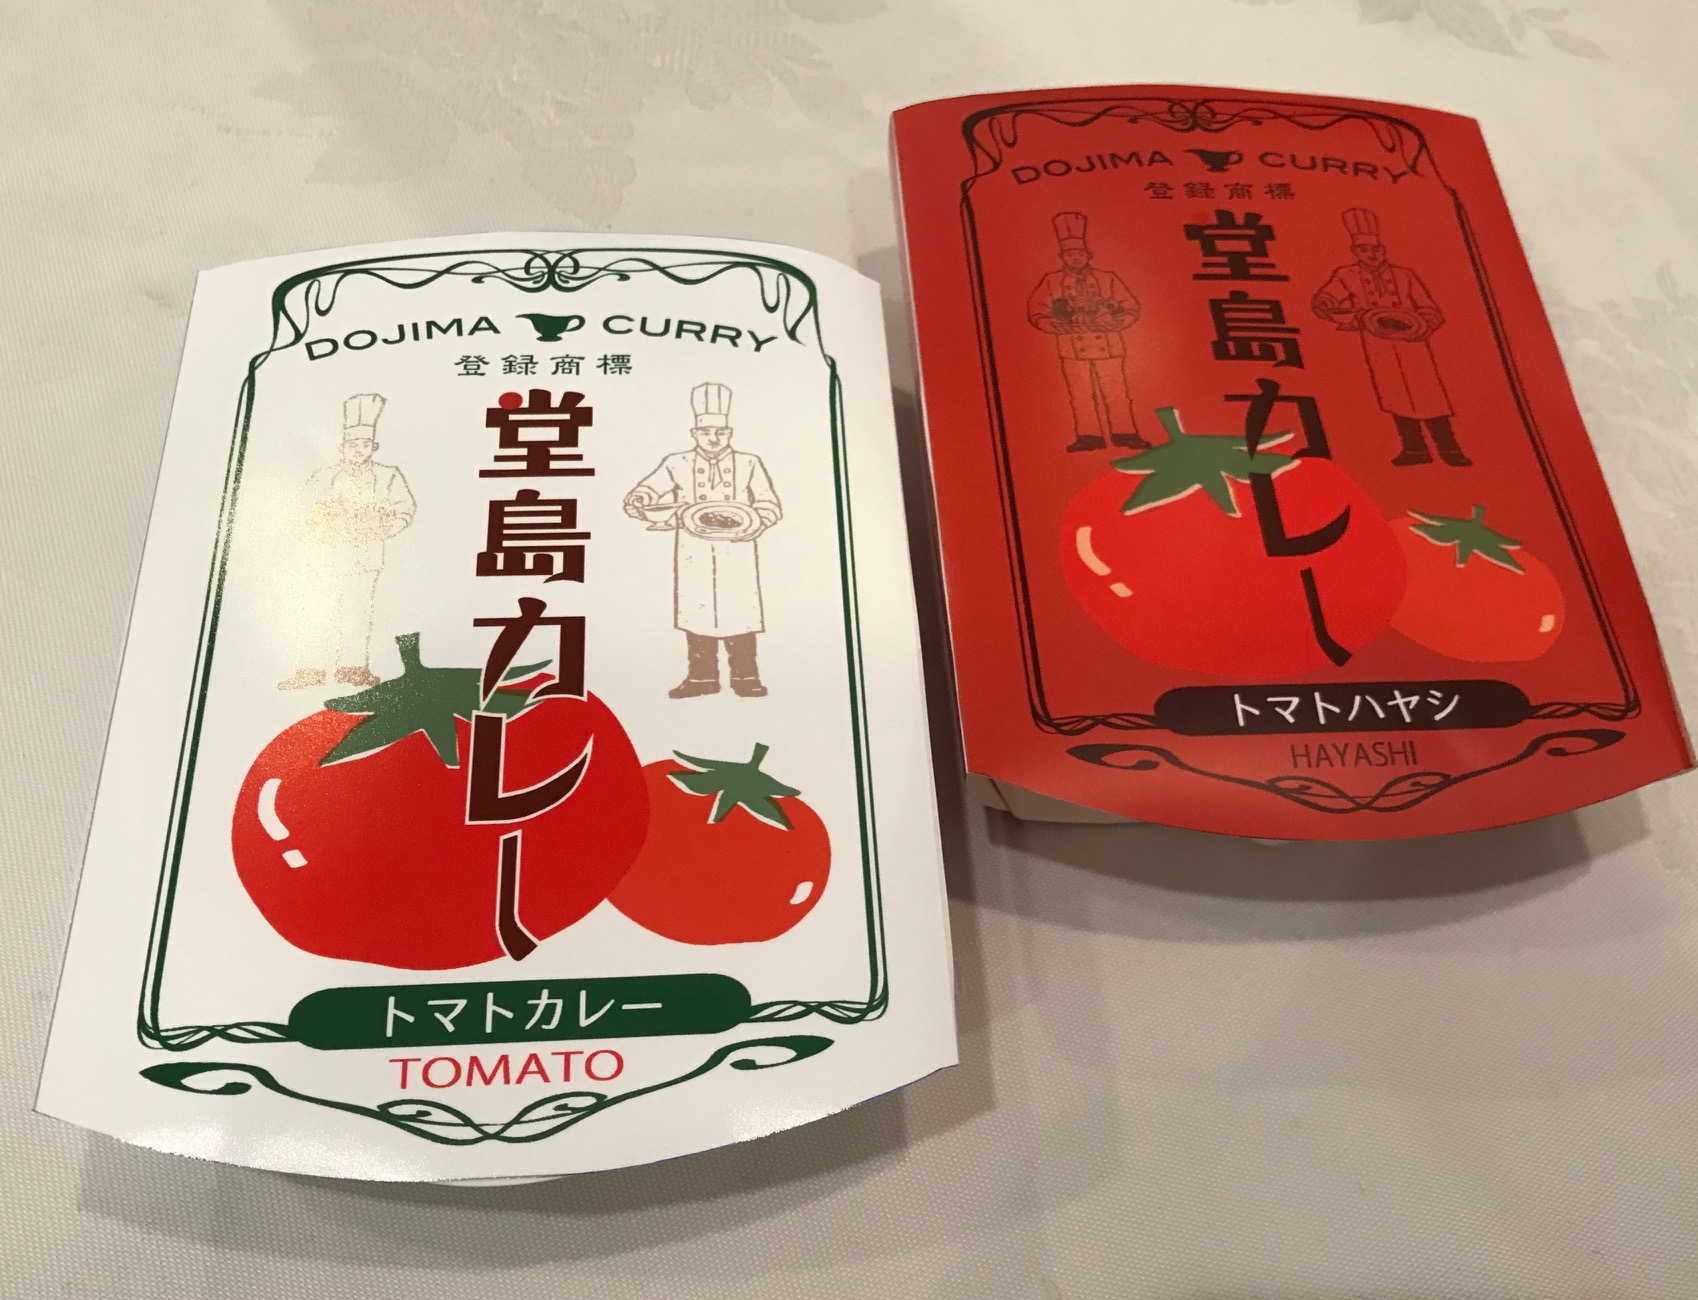 DOJIMA CURRY
登録商標
堂島カレー
トマトカレー
TOMATO
DOJIMA CURRY
登録商標
堂島カレー
トマトハヤシ
HAYASHI